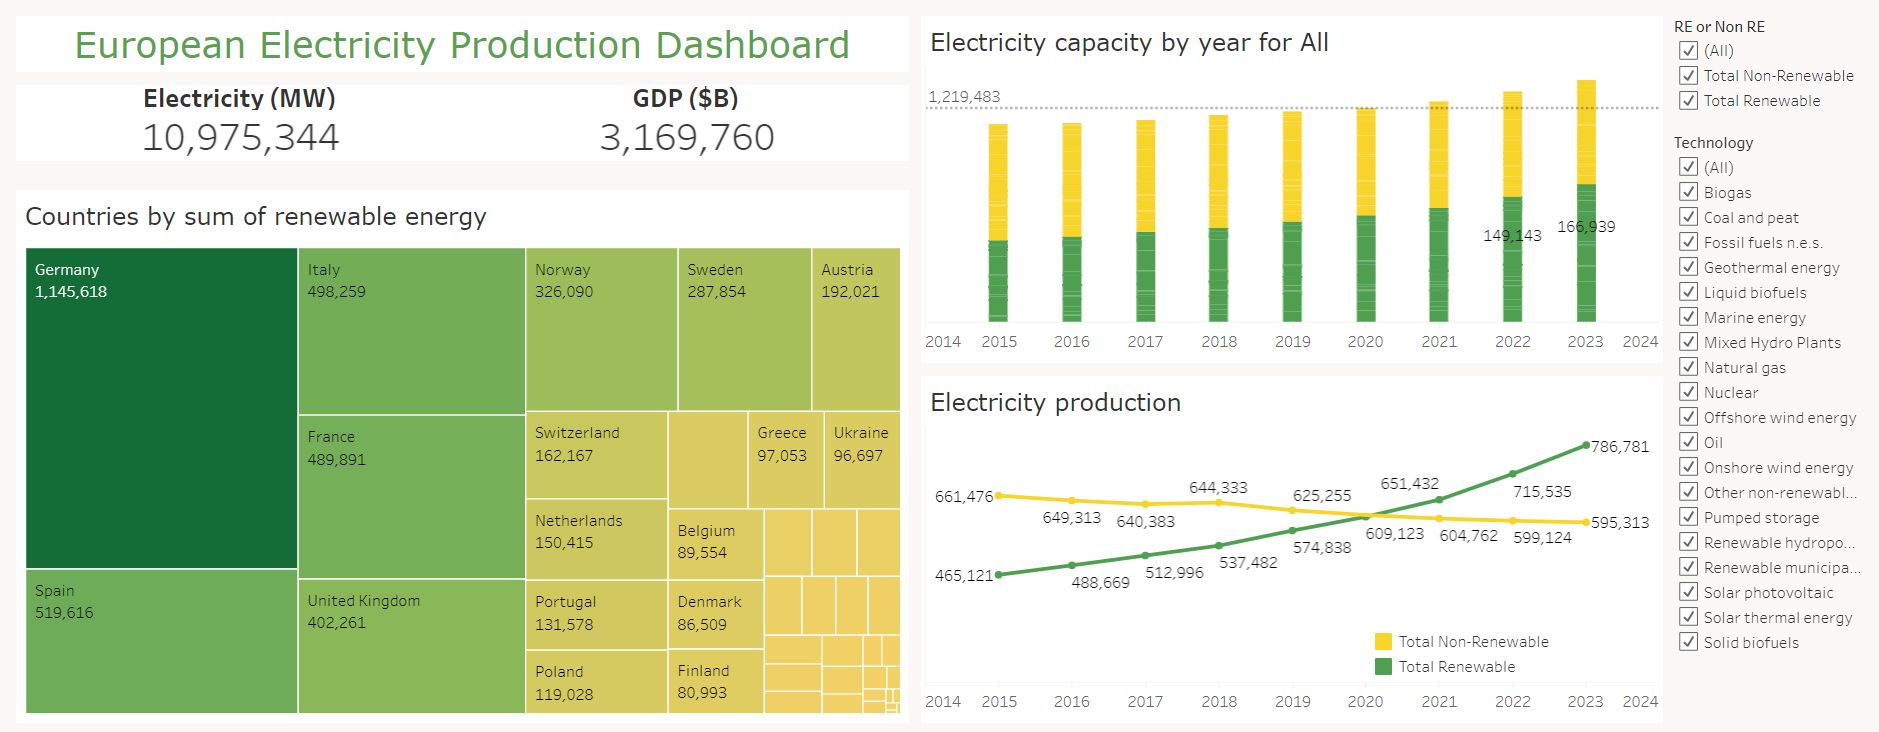 European Electricity Production Dashboard
Electricity (MW)
10,975,344
GDP ($B)
3,169,760
Countries by sum of renewable energy
Germany
1,145,618
Spain
519,616
Italy
498,259
France
489,891
United Kingdom
402,261
Norway
326,090
Sweden
287,854
Austria
192,021
Switzerland
162,167
Netherlands
150,415
Portugal
131,578
Poland
119,028
Greece
97,053
Ukraine
96,697
Belgium
89,554
Denmark
86,509
Finland
80,993
Electricity capacity by year for All
1,219,483
149,143
166,939
2014 2015 2016 2017 2018 2019 2020 2021 2022 2023 2024
Electricity production
661,476
649,313
640,383
644,333
625,255
609,123
604,762
599,124
595,313
465,121
488,669
512,996
537,482
574,838
651,432
715,535
786,781
Total Non-Renewable
Total Renewable
2014 2015 2016 2017 2018 2019 2020 2021 2022 2023 2024
RE or Non RE
(All)
Total Non-Renewable
Total Renewable
Technology
(All)
Biogas
Coal and peat
Fossil fuels n.e.s.
Geothermal energy
Liquid biofuels
Marine energy
Mixed Hydro Plants
Natural gas
Nuclear
Offshore wind energy
Oil
Onshore wind energy
Other non-renewabl...
Pumped storage
Renewable hydropo...
Renewable municipa...
Solar photovoltaic
Solar thermal energy
Solid biofuels